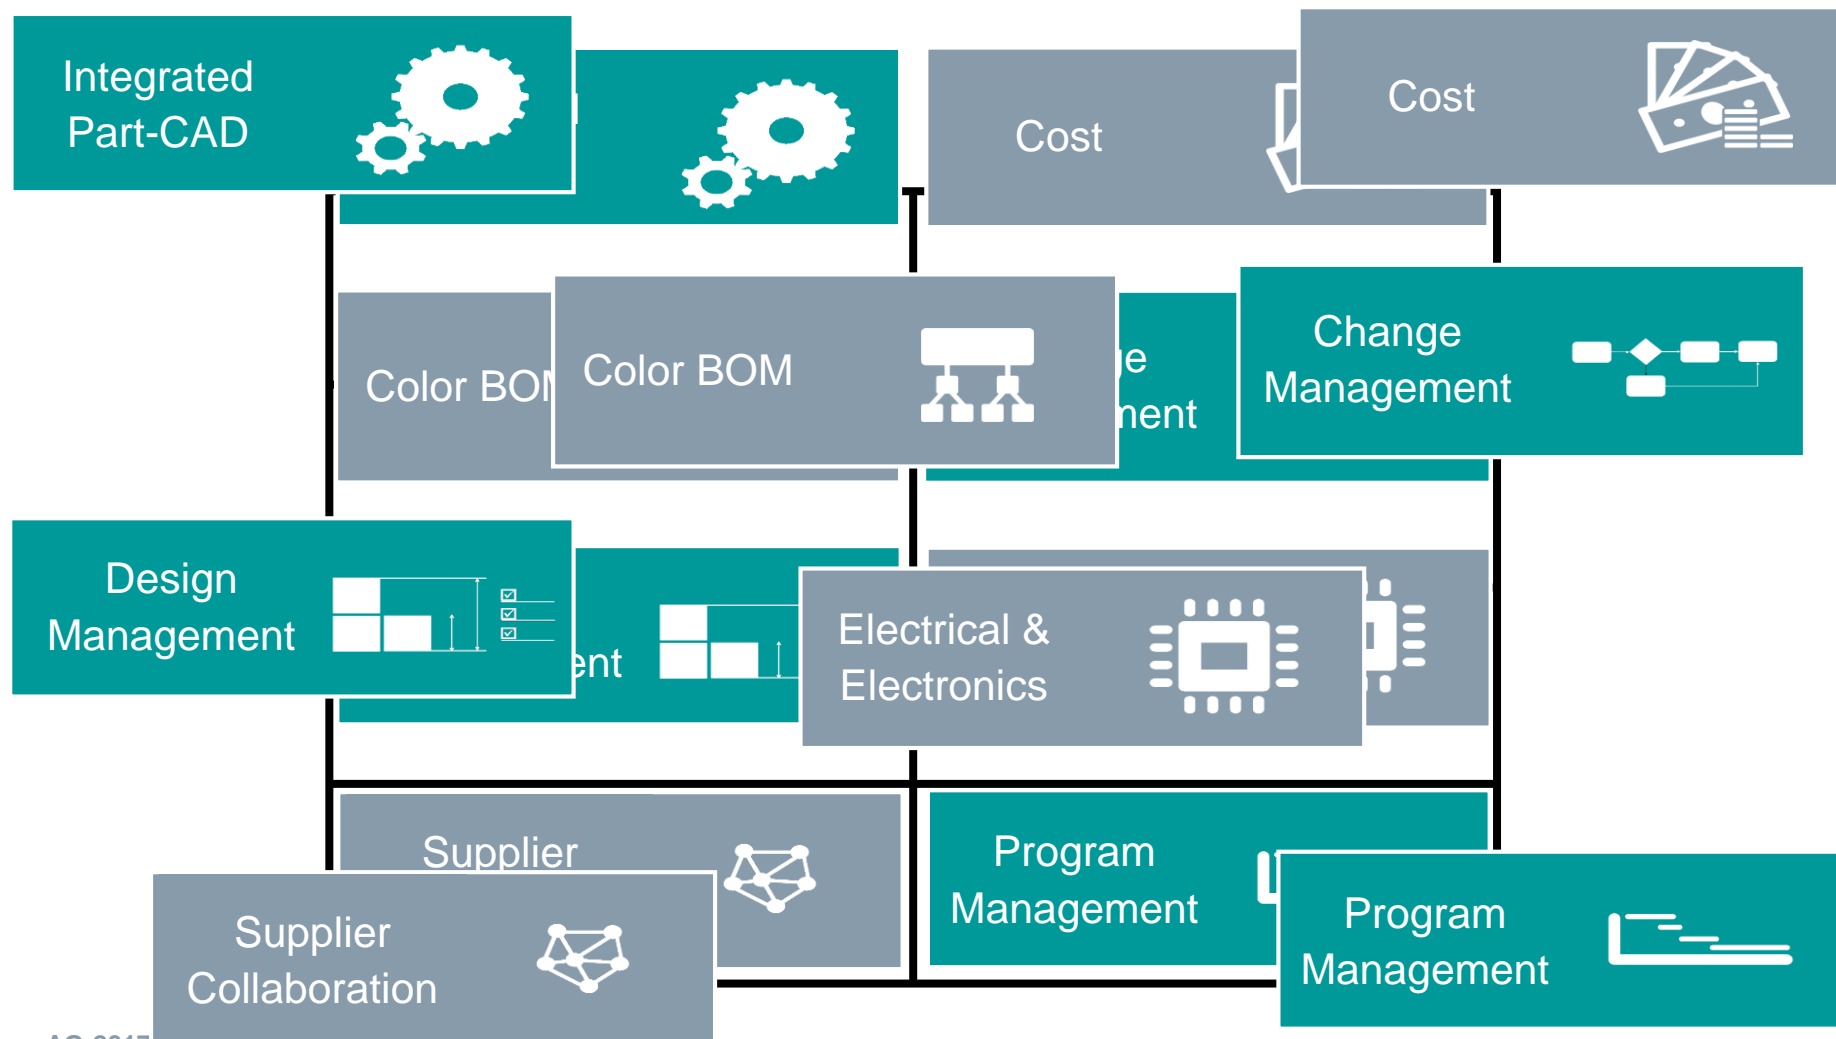 Integrated
Part-CAD
Cost
Cost
Color BOM
Color BOM
Change
Management
Design
Management
Electrical &
Electronics
Supplier
Supplier
Collaboration
Program
Management
Program
Management